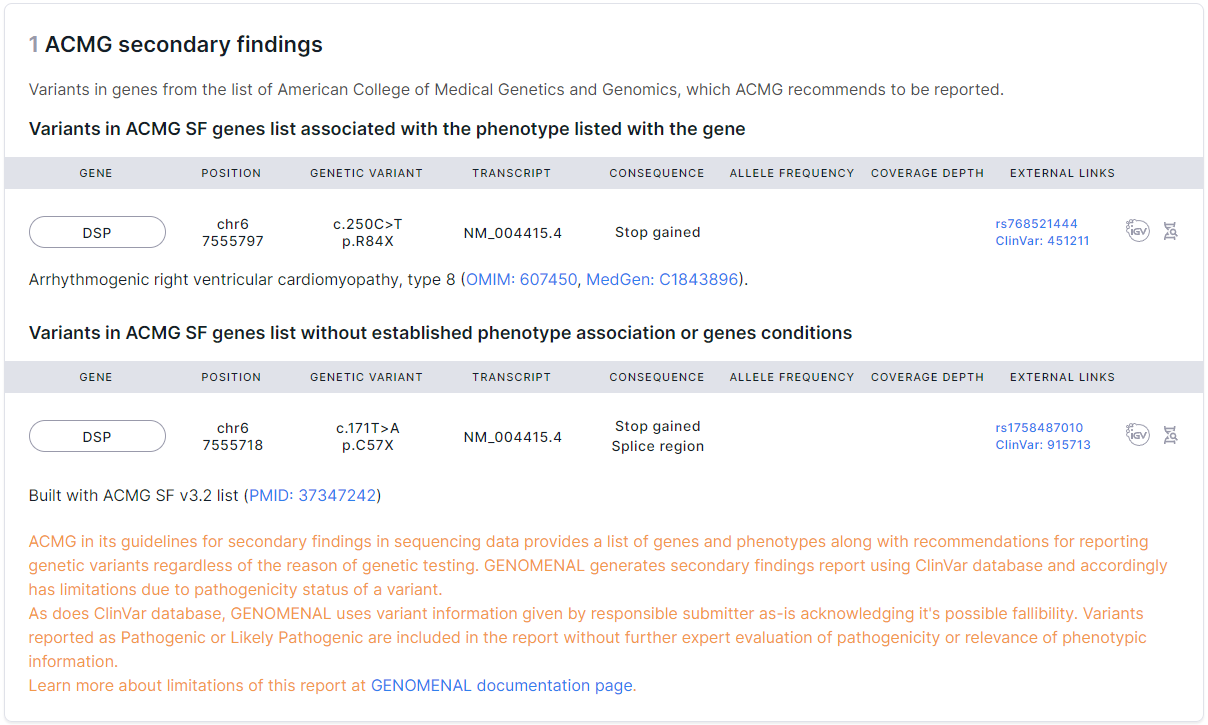 1 ACMG secondary findings
Variants in genes from the list of American College of Medical Genetics and Genomics, which ACMG recommends to be reported.
Variants in ACMG SF genes list associated with the phenotype listed with the gene
GENE POSITION GENETIC VARIANT TRANSCRIPT CONSEQUENCE ALLELE FREQUENCY COVERAGE DEPTH EXTERNAL LINKS
DSP chr6 7555797 c.250C>T p.R84X NM_004415.4 Stop gained rs768521444 ClinVar: 451211 IGV
Arrhythmogenic right ventricular cardiomyopathy, type 8 (OMIM: 607450, MedGen: C1843896).
Variants in ACMG SF genes list without established phenotype association or genes conditions
GENE POSITION GENETIC VARIANT TRANSCRIPT CONSEQUENCE ALLELE FREQUENCY COVERAGE DEPTH EXTERNAL LINKS
DSP chr6 7555718 c.171T>A p.C57X NM_004415.4 Stop gained Splice region rs1758487010 ClinVar: 915713 IGV
Built with ACMG SF v3.2 list (PMID: 37347242)
ACMG in its guidelines for secondary findings in sequencing data provides a list of genes and phenotypes along with recommendations for reporting
genetic variants regardless of the reason of genetic testing. GENOMENAL generates secondary findings report using ClinVar database and accordingly
has limitations due to pathogenicity status of a variant.
As does ClinVar database, GENOMENAL uses variant information given by responsible submitter as-is acknowledging it's possible fallibility. Variants
reported as Pathogenic or Likely Pathogenic are included in the report without further expert evaluation of pathogenicity or relevance of phenotypic
information.
Learn more about limitations of this report at GENOMENAL documentation page.